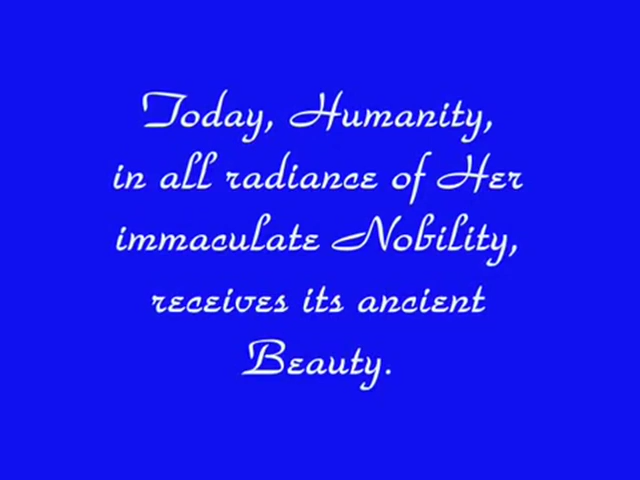 Today, Humanity,
in all radiance of Her
immaculate Nobility,
receives its ancient
Beauty.